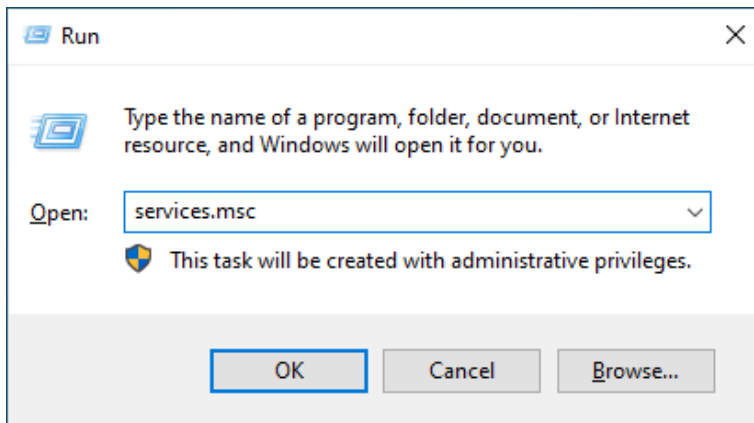 Run
Type the name of a program, folder, document, or Internet
resource, and Windows will open it for you.
Open: services.msc
This task will be created with administrative privileges.
OK Cancel Browse...